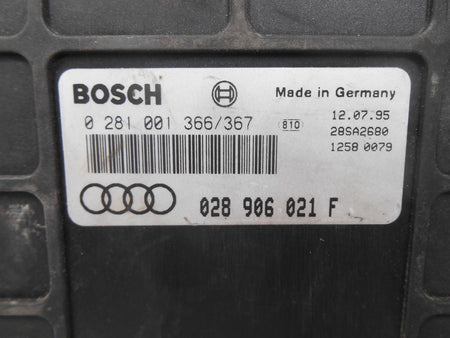 BOSCH
Made in Germany
0 281 001 366/367
810
12.07.95
28SA2680
1258 0079
028 906 021 F